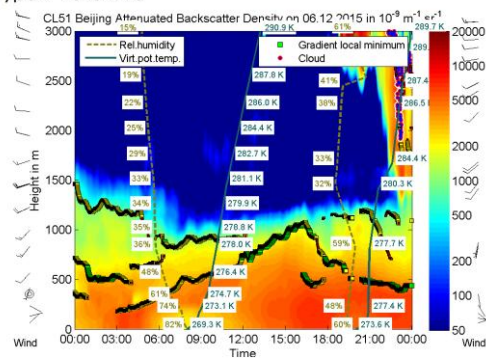 CL51 Beijing Attenuated Backscatter Density on 06.12 2015 in 10⁻⁹ m⁻¹ sr⁻¹
Rel.humidity
Virt.pot.temp.
Gradient local minimum
Cloud
3000
2500
2000
1500
1000
500
0
Height in m
15%
19%
22%
25%
29%
33%
34%
35%
36%
48%
61%
74%
82%
290.9 K
287.8 K
286.0 K
284.4 K
282.7 K
281.1 K
279.9 K
278.8 K
278.0 K
276.4 K
274.7 K
273.1 K
269.3 K
61%
41%
38%
33%
32%
59%
48%
60%
289.7 K
284.4 K
280.3 K
277.7 K
277.4 K
273.6 K
20000
10000
5000
2000
1000
500
200
100
50
00:00
03:00
06:00
09:00
12:00
15:00
18:00
21:00
00:00
Wind
Time
Wind